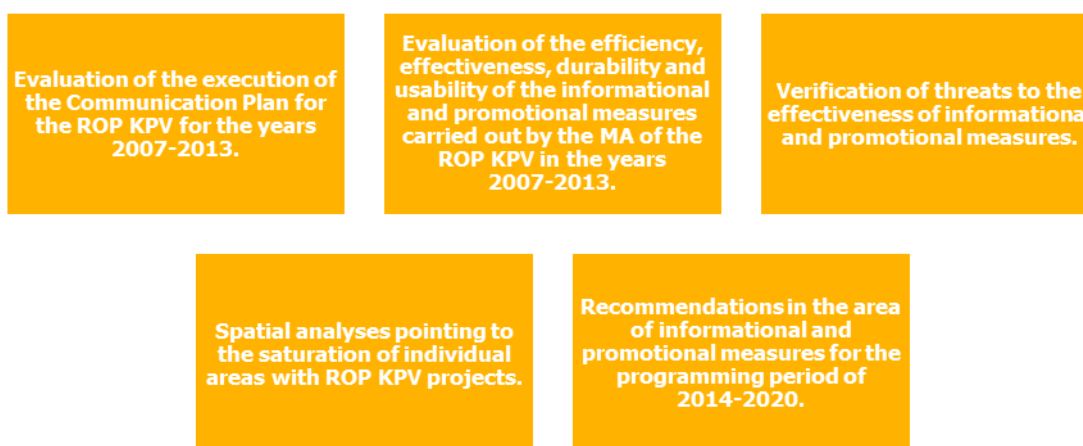 Evaluation of the execution of
the Communication Plan for
the ROP KPV for the years
2007-2013.
Evaluation of the efficiency,
effectiveness, durability and
usability of the informational
and promotional measures
carried out by the MA of the
ROP KPV in the years
2007-2013.
Verification of threats to the
effectiveness of informationa
and promotional measures.
Spatial analyses pointing to
the saturation of individual
areas with ROP KPV projects.
Recommendations in the area
of informational and
promotional measures for the
programming period of
2014-2020.